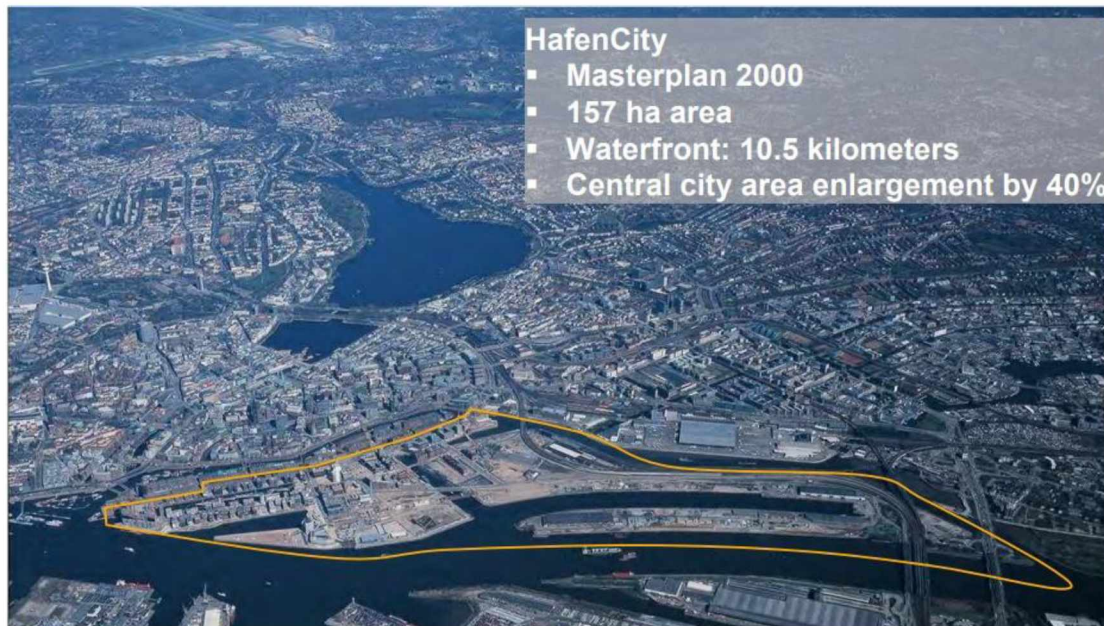 HafenCity
▪ Masterplan 2000
▪ 157 ha area
▪ Waterfront: 10.5 kilometers
▪ Central city area enlargement by 40%